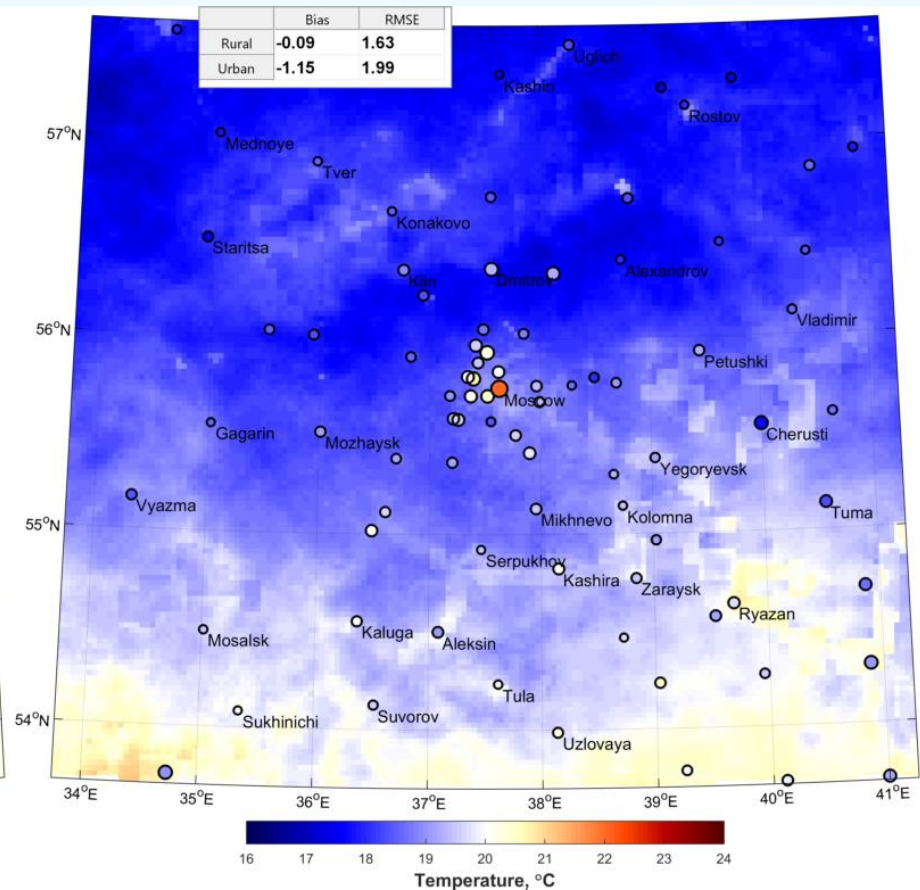 Bias RMSE
Rural -0.09 1.63
Urban -1.15 1.99
Uglich
Kashin
Rostov
57°N
Mednoye
Tver
Konakovo
Staritsa
Klin
Dmitrov
Alexandrov
56°N
Vladimir
Petushki
Moscow
Gagarin
Mozhaysk
Cherusti
Yegoryevsk
Vyazma
Mikhnevo
Kolomna
Tuma
55°N
Serpukhov
Kashira
Zaraysk
Ryazan
Mosalsk
Kaluga
Aleksin
Tula
54°N
Sukhinichi
Suvorov
Uzlovaya
34°E 35°E 36°E 37°E 38°E 39°E 40°E 41°E
16 17 18 19 20 21 22 23 24
Temperature, °C